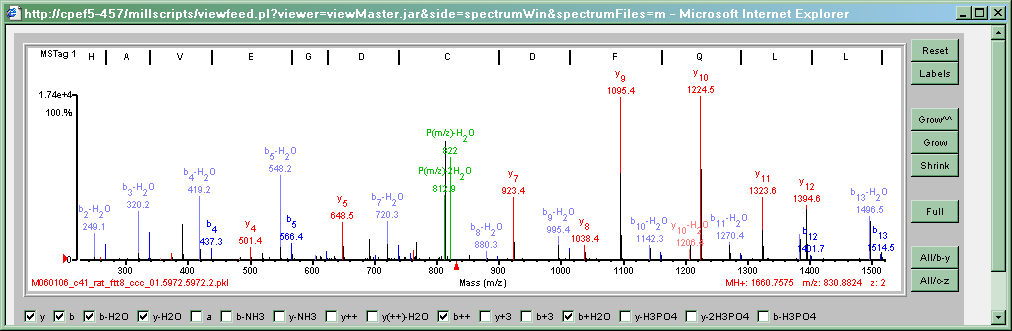 http://cpef5-457/millscripts/viewfeed.pl?viewer=viewMaster.jar&side=spectrumWin&spectrumFiles=m - Microsoft Internet Explorer
MSTag 1 H A V E G D C D F Q L L
Reset
Labels
Grow^^
Grow
Shrink
Full
All/b-y
All/c-z
1.74e+4
100.%
b2-H2O
249.1
b3-H2O
320.2
b4-H2O
419.2
b4
437.3
y4
501.4
b5-H2O
548.2
b5
566.4
y5
648.5
b7-H2O
720.3
P(m/z)-H2O
822
P(m/z)-2H2O
812.9
b8-H2O
880.3
y7
923.4
b9-H2O
995.4
y8
1038.4
y9
1095.4
b10-H2O
1142.3
y10-H2O
1206.5
y10
1224.5
b11-H2O
1270.4
y11
1323.6
y12
1394.6
b12
1401.7
b13-H2O
1496.5
b13
1514.5
300 400 500 600 700 800 900 1000 1100 1200 1300 1400 1500
M060106_c41_rat_ftt8_ccc_01.5972.5972.2.pkl Mass (m/z) MH+: 1660.7575 m/z: 830.8824 z: 2
y b b-H2O y-H2O a b-NH3 y-NH3 y++ y(++)-H2O b++ y+3 b+3 b+H2O y-H3PO4 y-2H3PO4 b-H3PO4